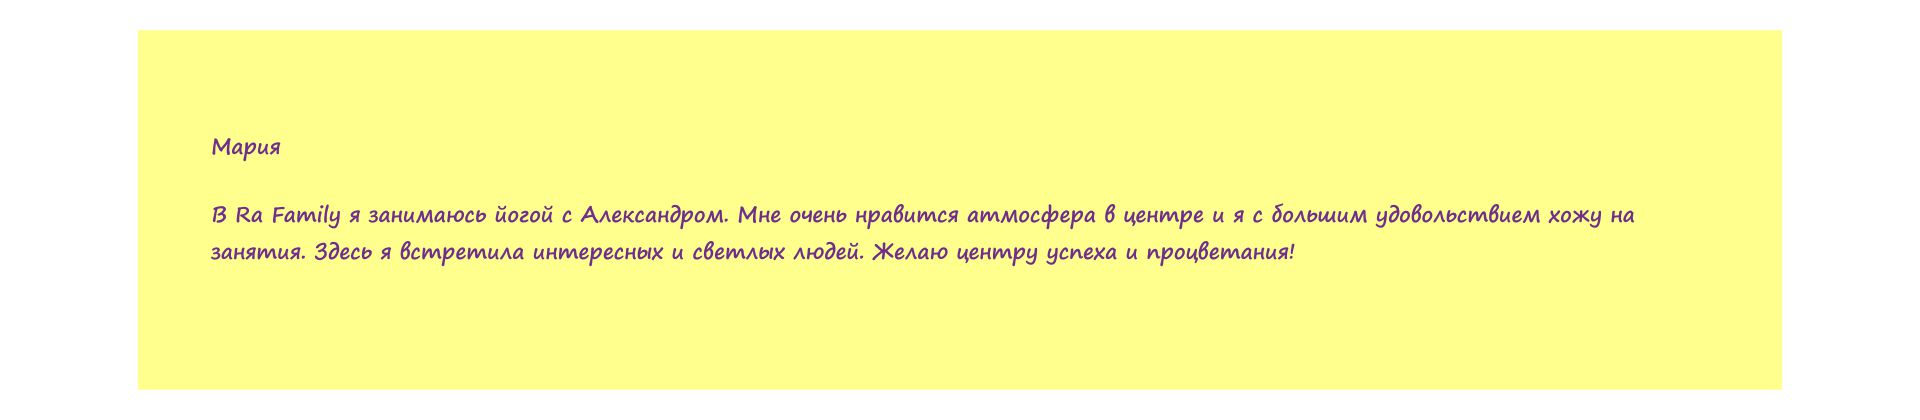 Мария
В Ra Family я занимаюсь йогой с Александром. Мне очень нравится атмосфера в центре и я с большим удовольствием хожу на
занятия. Здесь я встретила интересных и светлых людей. Желаю центру успеха и процветания!